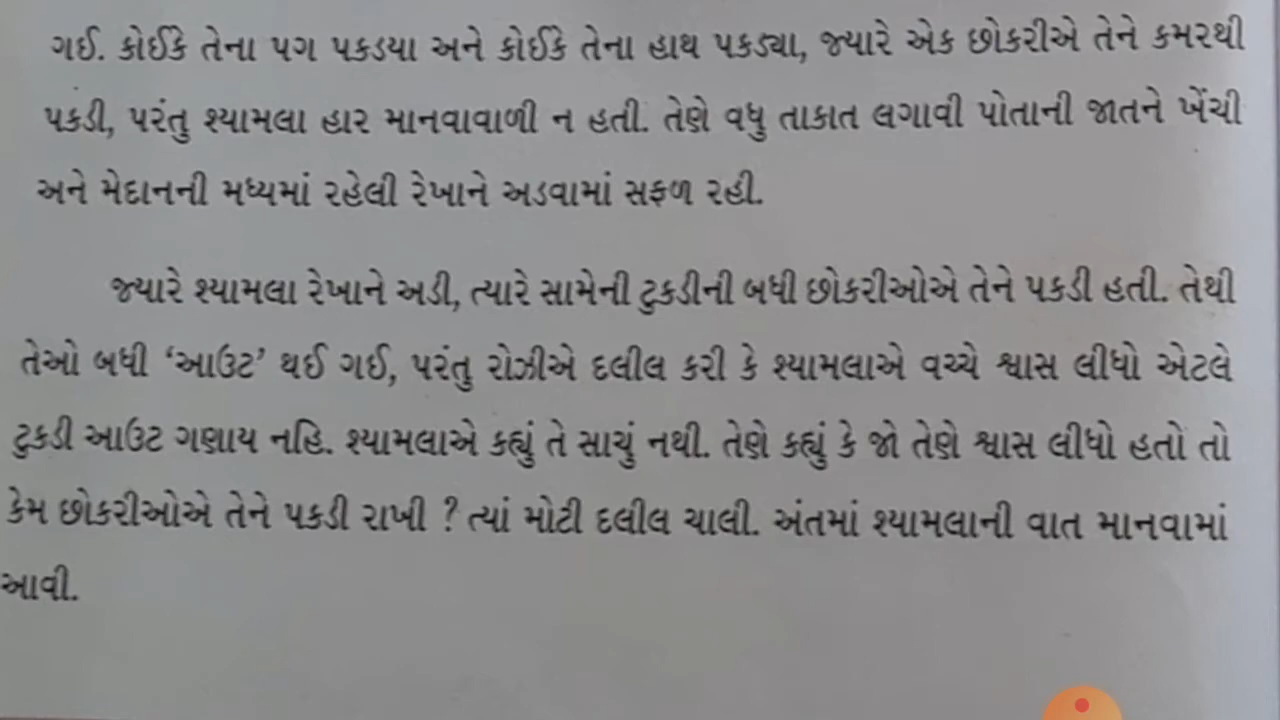 ગઈ. કોઈકે તેના પગ પકડયા અને કોઈકે તેના હાથ પકડ્યા, જ્યારે એક છોકરીએ તેને કમરથી
પકડી, પરંતુ શ્યામલા હાર માનવાવાળી ન હતી. તેણે વધુ તાકાત લગાવી પોતાની જાતને ખેંચી
અને મેદાનની મધ્યમાં રહેલી રેખાને અડવામાં સફળ રહી.
જ્યારે શ્યામલા રેખાને અડી, ત્યારે સામેની ટુકડીની બધી છોકરીઓએ તેને પકડી હતી. તેથી
તેઓ બધી ‘આઉટ’ થઈ ગઈ, પરંતુ રોઝીએ દલીલ કરી કે શ્યામલાએ વચ્ચે શ્વાસ લીધો એટલે
ટુકડી આઉટ ગણાય નહિ. શ્યામલાએ કહ્યું તે સાચું નથી. તેણે કહ્યું કે જો તેણે શ્વાસ લીધો હતો તો
કેમ છોકરીઓએ તેને પકડી રાખી ? ત્યાં મોટી દલીલ ચાલી. અંતમાં શ્યામલાની વાત માનવામાં
આવી.